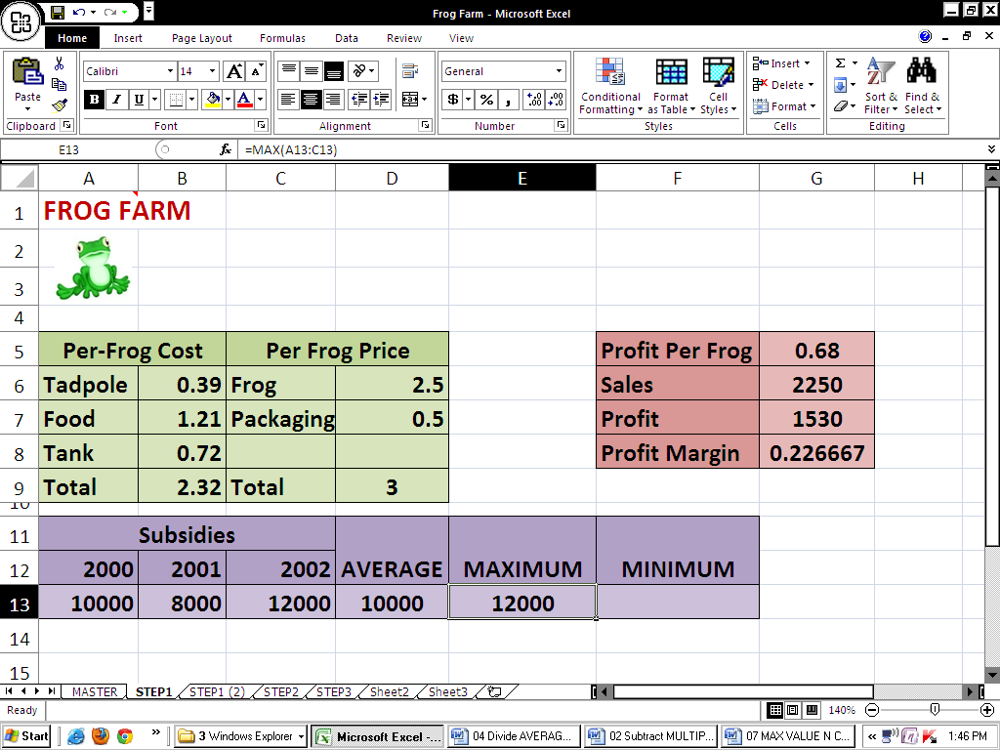 Frog Farm - Microsoft Excel
Home Insert Page Layout Formulas Data Review View
Paste
Calibri 14
B I U
General
$ % ,
Conditional Formatting
Format as Table
Cell Styles
Insert
Delete
Format
Sort & Filter
Find & Select
Clipboard Font Alignment Number Styles Cells Editing
E13 fx =MAX(A13:C13)
A B C D E F G H
1 FROG FARM
2
3
4
5 Per-Frog Cost Per Frog Price Profit Per Frog 0.68
6 Tadpole 0.39 Frog 2.5 Sales 2250
7 Food 1.21 Packaging 0.5 Profit 1530
8 Tank 0.72 Profit Margin 0.226667
9 Total 2.32 Total 3
10
11 Subsidies
12 2000 2001 2002 AVERAGE MAXIMUM MINIMUM
13 10000 8000 12000 10000 12000
14
15
MASTER STEP1 STEP1 (2) STEP2 STEP3 Sheet2 Sheet3
Ready 140%
Start 3 Windows Explorer Microsoft Excel -... 04 Divide AVERAG... 02 Subtract MULTIP... 07 MAX VALUE N C... 1:46 PM